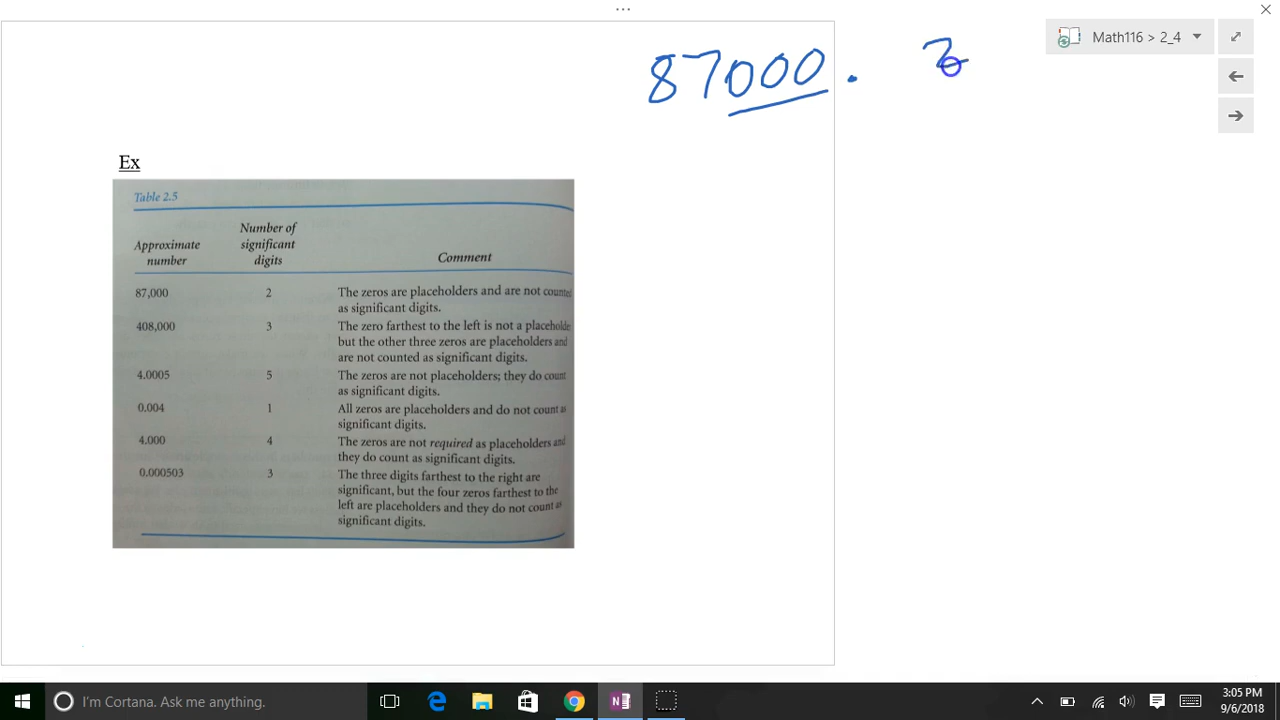 87000.
Math116 > 2_4
Ex
Table 2.5
Approximate number Number of significant digits Comment
87,000 2 The zeros are placeholders and are not counted
as significant digits.
408,000 3 The zero farthest to the left is not a placeholde
but the other three zeros are placeholders and
are not counted as significant digits.
4.0005 5 The zeros are not placeholders; they do count
as significant digits.
0.004 1 All zeros are placeholders and do not count as
significant digits.
4.000 4 The zeros are not required as placeholders and
they do count as significant digits.
0.000503 3 The three digits farthest to the right are
significant, but the four zeros farthest to the
left are placeholders and they do not count as
significant digits.
I'm Cortana. Ask me anything.
3:05 PM
9/6/2018